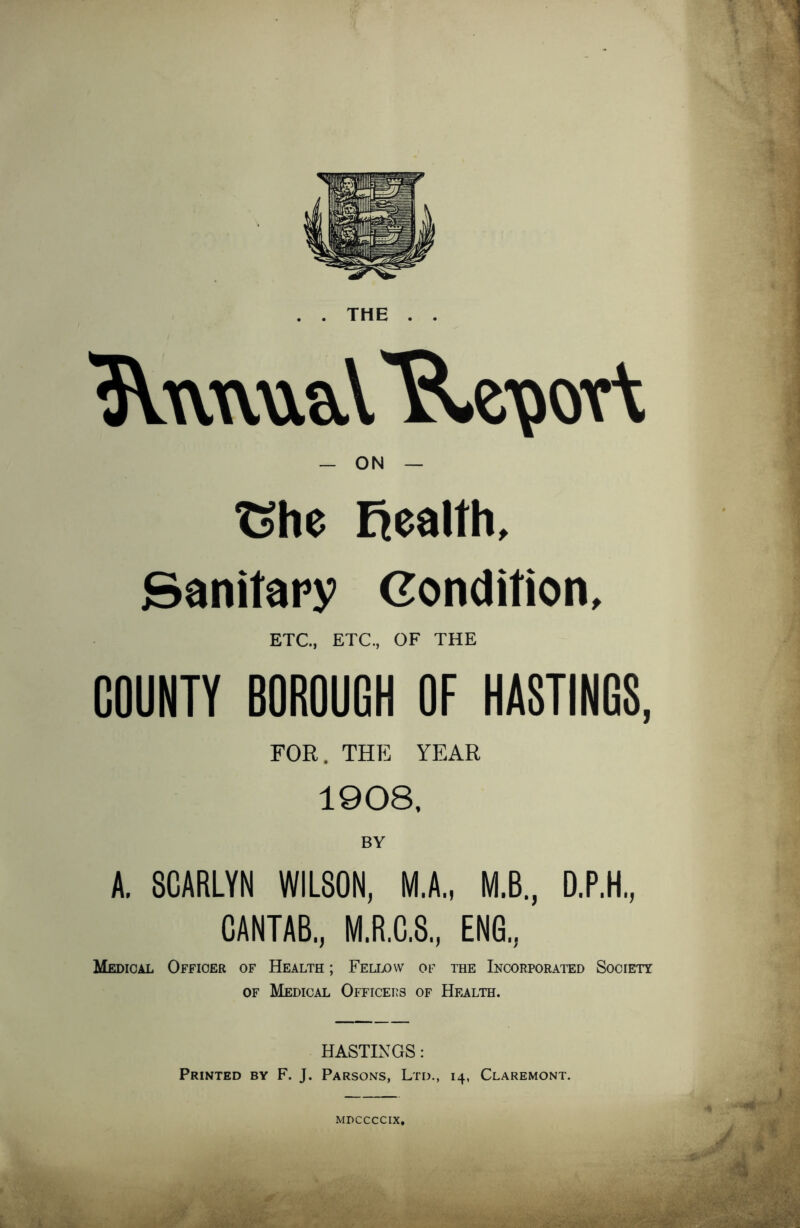 . . THE . .
Annual Report
— ON —
The Health,
Sanitary Condition,
ETC., ETC., OF THE
COUNTY BOROUGH OF HASTINGS,
FOR. THE YEAR
1908,
BY
A. SCARLYN WILSON, M.A., M.B., D.P.H.,
CANTAB., M.R.C.S., ENG.,
Medical Officer of Health; Fellow of the Incorporated Society
of Medical Officers of Health.
HASTINGS:
Printed by F. J. Parsons, Ltd., 14, Claremont.
MDCCCCIX.